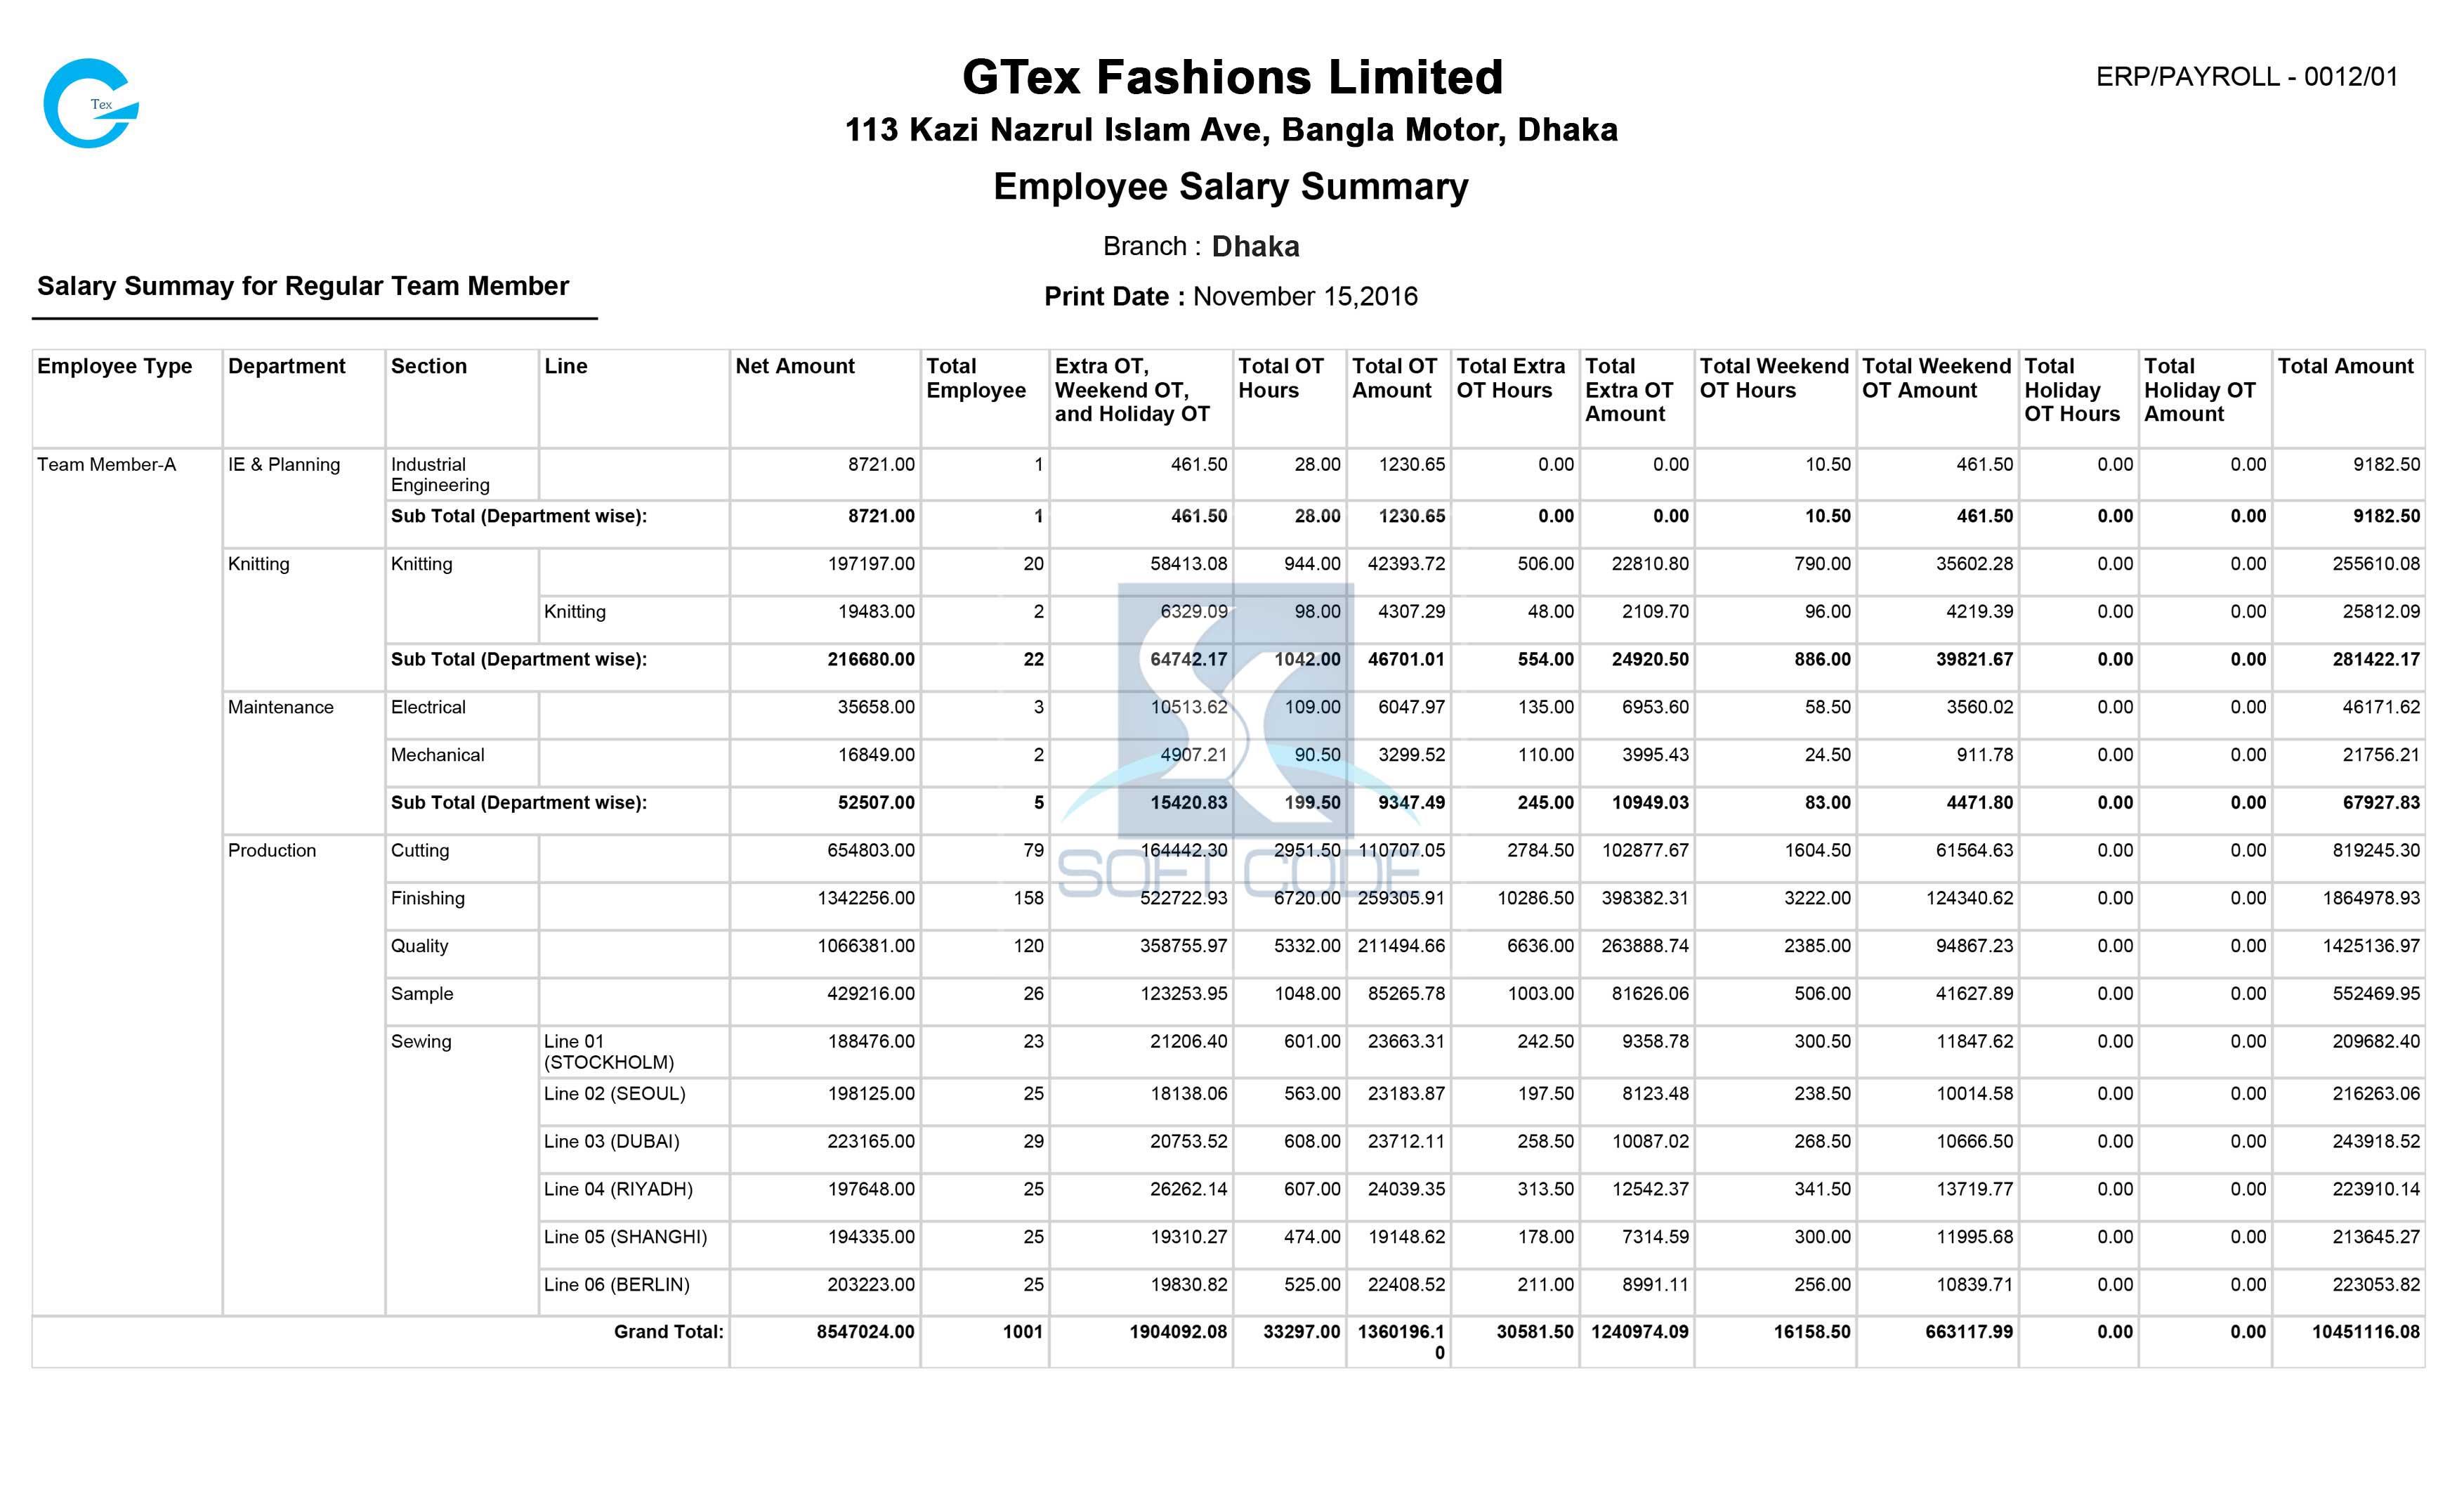 Tex
GTex Fashions Limited
ERP/PAYROLL - 0012/01
113 Kazi Nazrul Islam Ave, Bangla Motor, Dhaka
Employee Salary Summary
Branch : Dhaka
Salary Summay for Regular Team Member
Print Date : November 15,2016
Employee Type Department Section Line Net Amount Total Employee Extra OT, Weekend OT, and Holiday OT Total OT Hours Total OT Amount Total Extra OT Hours Total Extra OT Amount Total Weekend OT Hours Total Weekend OT Amount Total Holiday OT Hours Total Holiday OT Amount Total Amount
Team Member-A IE & Planning Industrial Engineering 8721.00 1 461.50 28.00 1230.65 0.00 0.00 10.50 461.50 0.00 0.00 9182.50
Sub Total (Department wise): 8721.00 1 461.50 28.00 1230.65 0.00 0.00 10.50 461.50 0.00 0.00 9182.50
Knitting Knitting 197197.00 20 58413.08 944.00 42393.72 506.00 22810.80 790.00 35602.28 0.00 0.00 255610.08
Knitting 19483.00 2 6329.09 98.00 4307.29 48.00 2109.70 96.00 4219.39 0.00 0.00 25812.09
Sub Total (Department wise): 216680.00 22 64742.17 1042.00 46701.01 554.00 24920.50 886.00 39821.67 0.00 0.00 281422.17
Maintenance Electrical 35658.00 3 10513.62 109.00 6047.97 135.00 6953.60 58.50 3560.02 0.00 0.00 46171.62
Mechanical 16849.00 2 4907.21 90.50 3299.52 110.00 3995.43 24.50 911.78 0.00 0.00 21756.21
Sub Total (Department wise): 52507.00 5 15420.83 199.50 9347.49 245.00 10949.03 83.00 4471.80 0.00 0.00 67927.83
Production Cutting 654803.00 79 164442.30 2951.50 110707.05 2784.50 102877.67 1604.50 61564.63 0.00 0.00 819245.30
SOFT CODE
Finishing 1342256.00 158 522722.93 6720.00 259305.91 10286.50 398382.31 3222.00 124340.62 0.00 0.00 1864978.93
Quality 1066381.00 120 358755.97 5332.00 211494.66 6636.00 263888.74 2385.00 94867.23 0.00 0.00 1425136.97
Sample 429216.00 26 123253.95 1048.00 85265.78 1003.00 81626.06 506.00 41627.89 0.00 0.00 552469.95
Sewing Line 01 (STOCKHOLM) 188476.00 23 21206.40 601.00 23663.31 242.50 9358.78 300.50 11847.62 0.00 0.00 209682.40
Line 02 (SEOUL) 198125.00 25 18138.06 563.00 23183.87 197.50 8123.48 238.50 10014.58 0.00 0.00 216263.06
Line 03 (DUBAI) 223165.00 29 20753.52 608.00 23712.11 258.50 10087.02 268.50 10666.50 0.00 0.00 243918.52
Line 04 (RIYADH) 197648.00 25 26262.14 607.00 24039.35 313.50 12542.37 341.50 13719.77 0.00 0.00 223910.14
Line 05 (SHANGHI) 194335.00 25 19310.27 474.00 19148.62 178.00 7314.59 300.00 11995.68 0.00 0.00 213645.27
Line 06 (BERLIN) 203223.00 25 19830.82 525.00 22408.52 211.00 8991.11 256.00 10839.71 0.00 0.00 223053.82
Grand Total: 8547024.00 1001 1904092.08 33297.00 1360196.10 30581.50 1240974.09 16158.50 663117.99 0.00 0.00 10451116.08